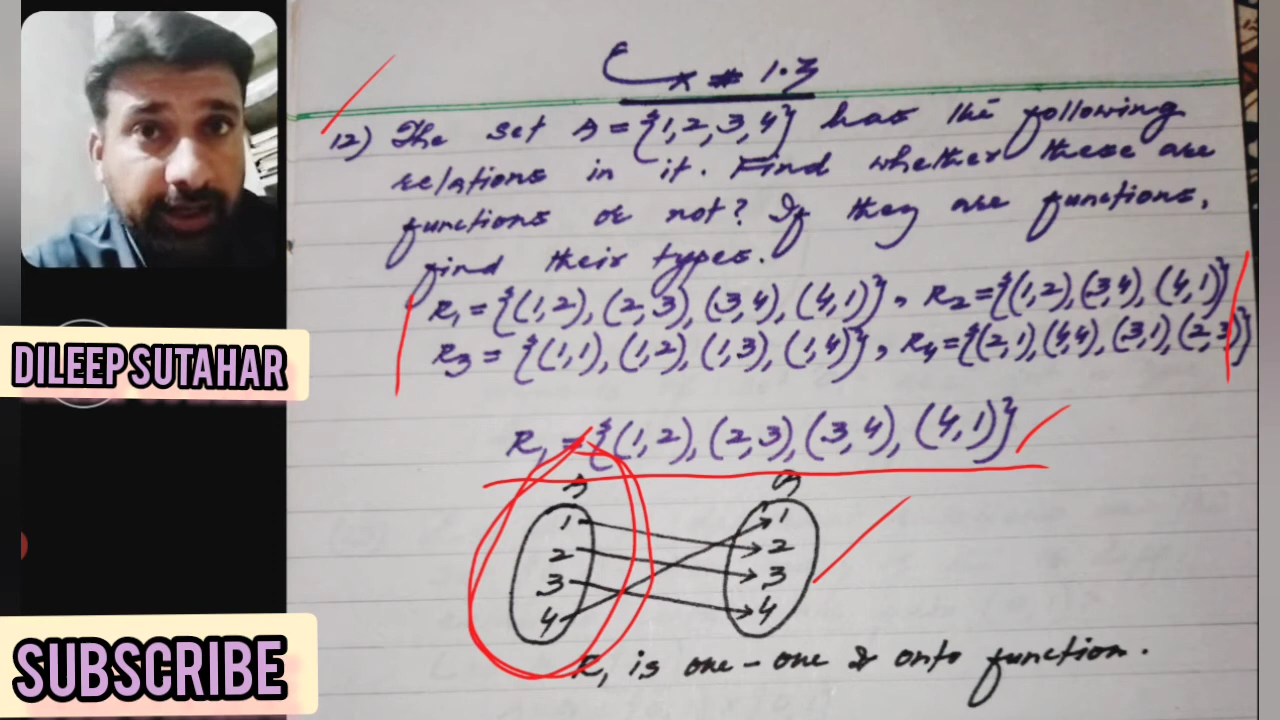 Ex # 1.3
12) The set A = {1,2,3,4} has the following
relations in it. Find whether these are
functions or not? If they are functions,
find their types.
R₁ = {(1,2), (2,3), (3,4), (4,1)}, R₂ = {(1,2), (3,4), (4,1)}
R₃ = {(1,1), (1,2), (1,3), (1,4)}, R₄ = {(2,1), (4,4), (3,1), (2,3)}
DILEEP SUTAHAR
R₁ = {(1,2), (2,3), (3,4), (4,1)}
A A
1 1
2 2
3 3
4 4
R₁ is one-one & onto function.
SUBSCRIBE